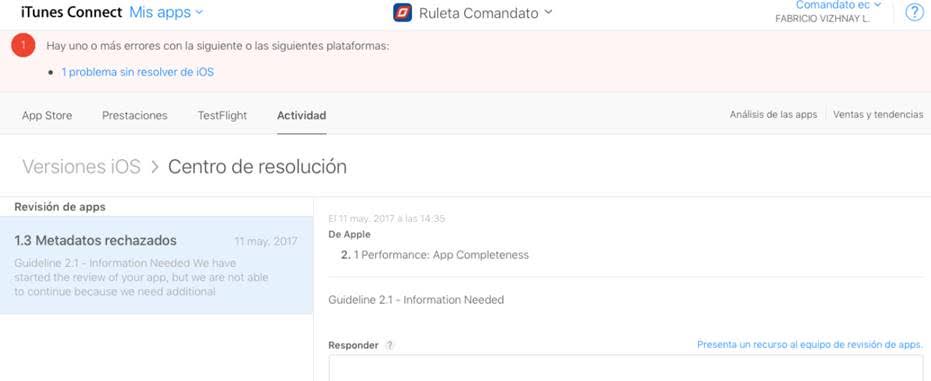 iTunes Connect Mis apps Ruleta Comandato Comandato ec
FABRICIO VIZHNAY L. ?
1 Hay uno o más errores con la siguiente o las siguientes plataformas:
• 1 problema sin resolver de iOS
App Store Prestaciones TestFlight Actividad Análisis de las apps Ventas y tendencias
Versiones iOS > Centro de resolución
Revisión de apps
1.3 Metadatos rechazados 11 may. 2017
Guideline 2.1 - Information Needed We have
started the review of your app, but we are not able
to continue because we need additional
El 11 may. 2017 a las 14:35
De Apple
2. 1 Performance: App Completeness
Guideline 2.1 - Information Needed
Responder ? Presenta un recurso al equipo de revisión de apps.